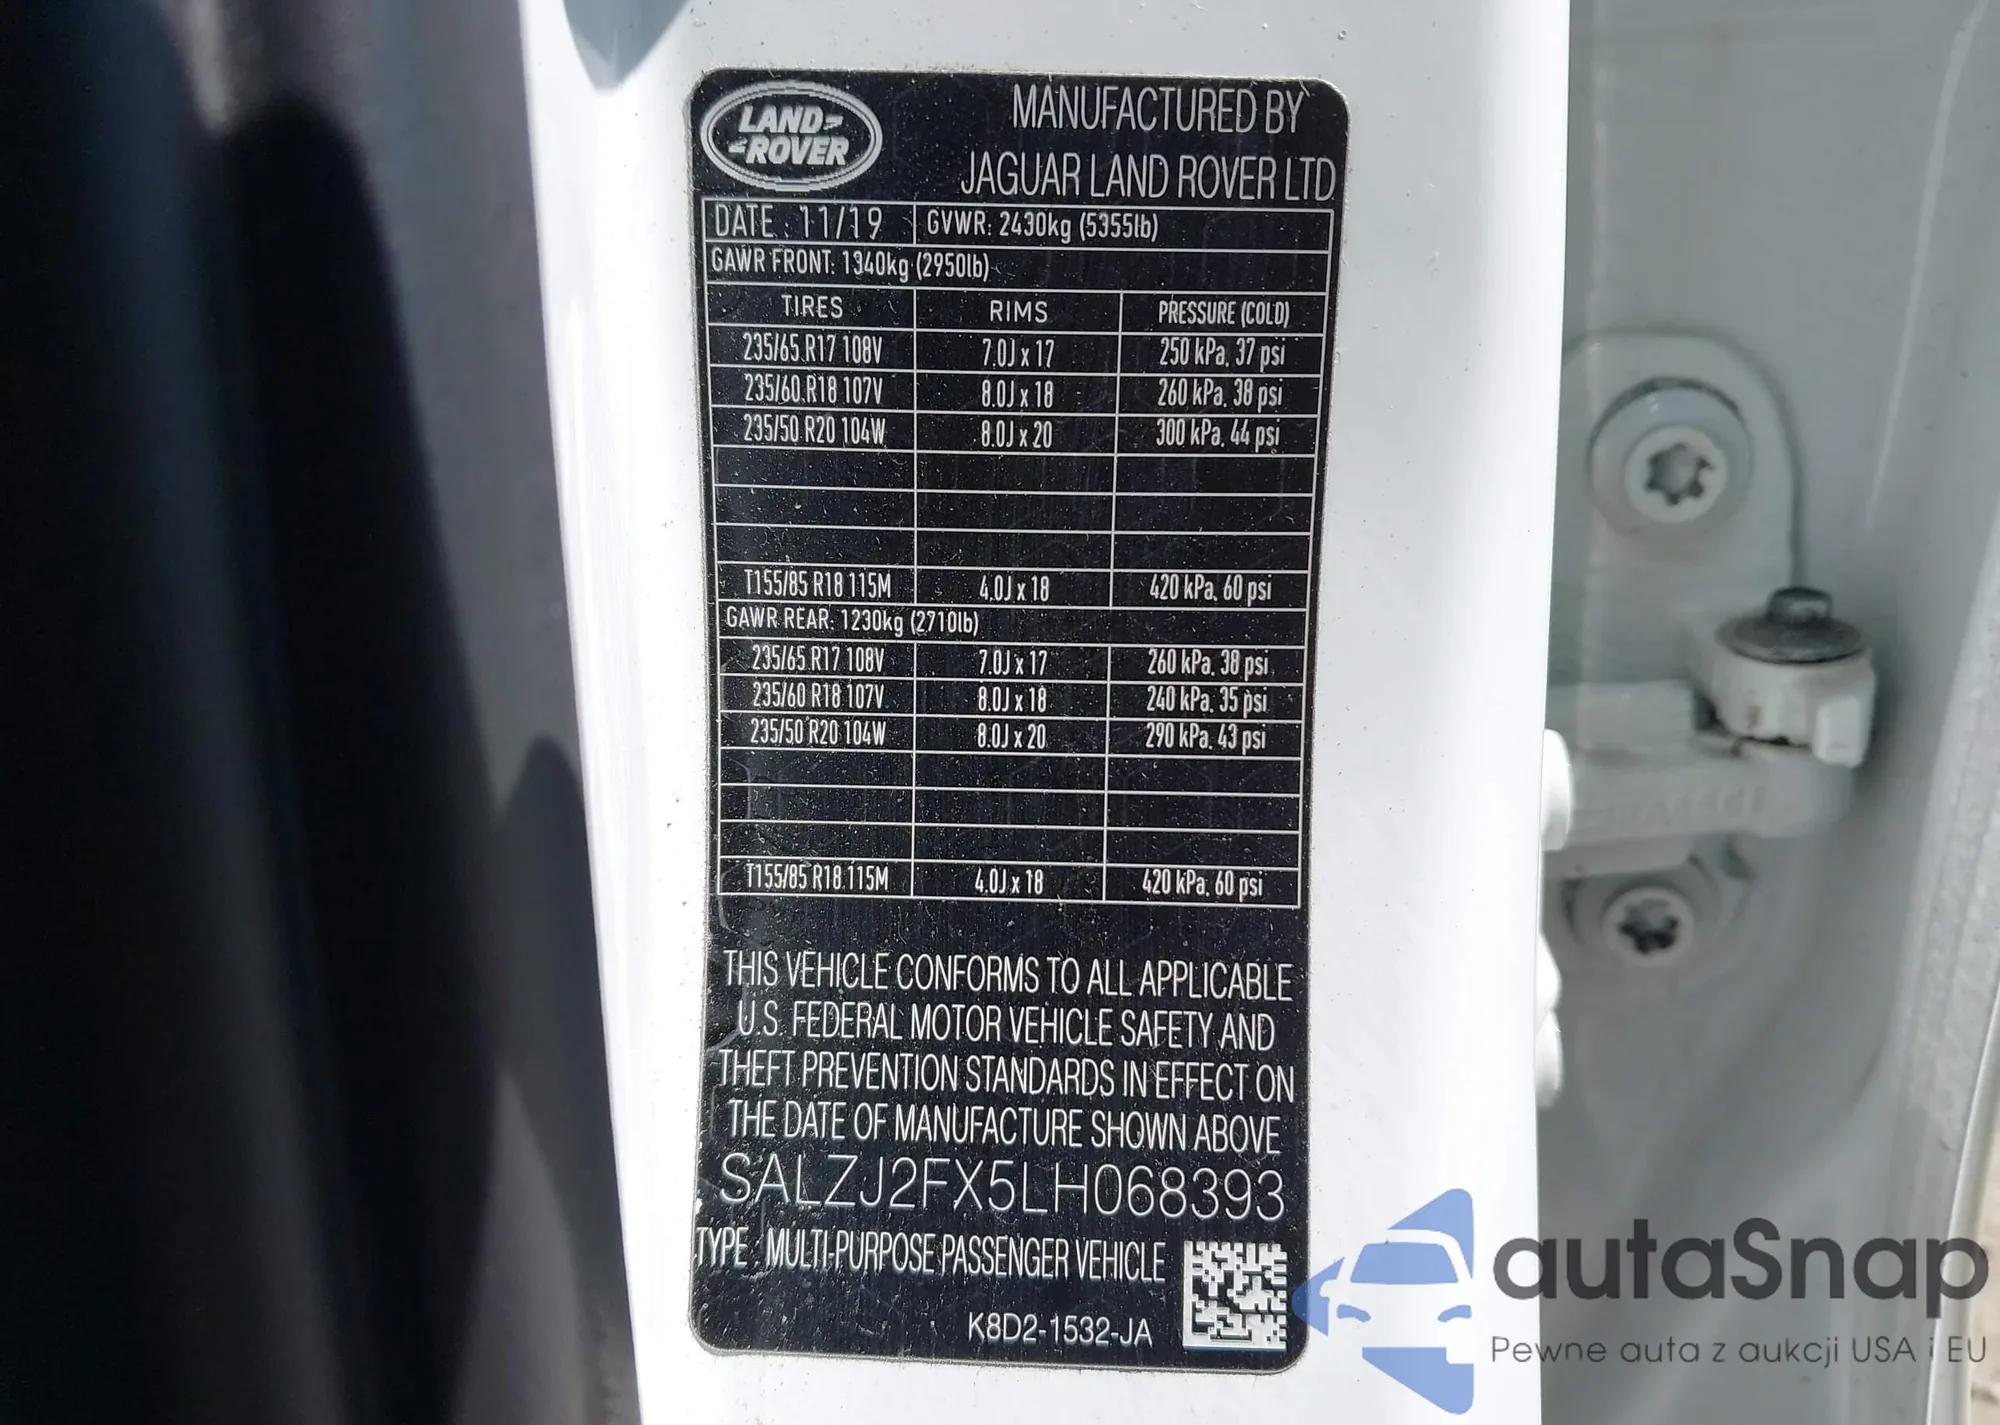 LAND-
-ROVER
MANUFACTURED BY
JAGUAR LAND ROVER LTD
DATE : 11/19 GVWR: 2430kg (5355lb)
GAWR FRONT: 1340kg (2950lb)
TIRES RIMS PRESSURE (COLD)
235/65 R17 108V 7.0J x 17 250 kPa, 37 psi
235/60 R18 107V 8.0J x 18 260 kPa, 38 psi
235/50 R20 104W 8.0J x 20 300 kPa, 44 psi
T155/85 R18 115M 4.0J x 18 420 kPa, 60 psi
GAWR REAR: 1230kg (2710lb)
235/65 R17 108V 7.0J x 17 260 kPa, 38 psi
235/60 R18 107V 8.0J x 18 240 kPa, 35 psi
235/50 R20 104W 8.0J x 20 290 kPa, 43 psi
T155/85 R18 115M 4.0J x 18 420 kPa, 60 psi
THIS VEHICLE CONFORMS TO ALL APPLICABLE
U.S. FEDERAL MOTOR VEHICLE SAFETY AND
THEFT PREVENTION STANDARDS IN EFFECT ON
THE DATE OF MANUFACTURE SHOWN ABOVE
SALZJ2FX5LH068393
TYPE : MULTI-PURPOSE PASSENGER VEHICLE
K8D2-1532-JA
autaSnap
Pewne auta z aukcji USA i EU